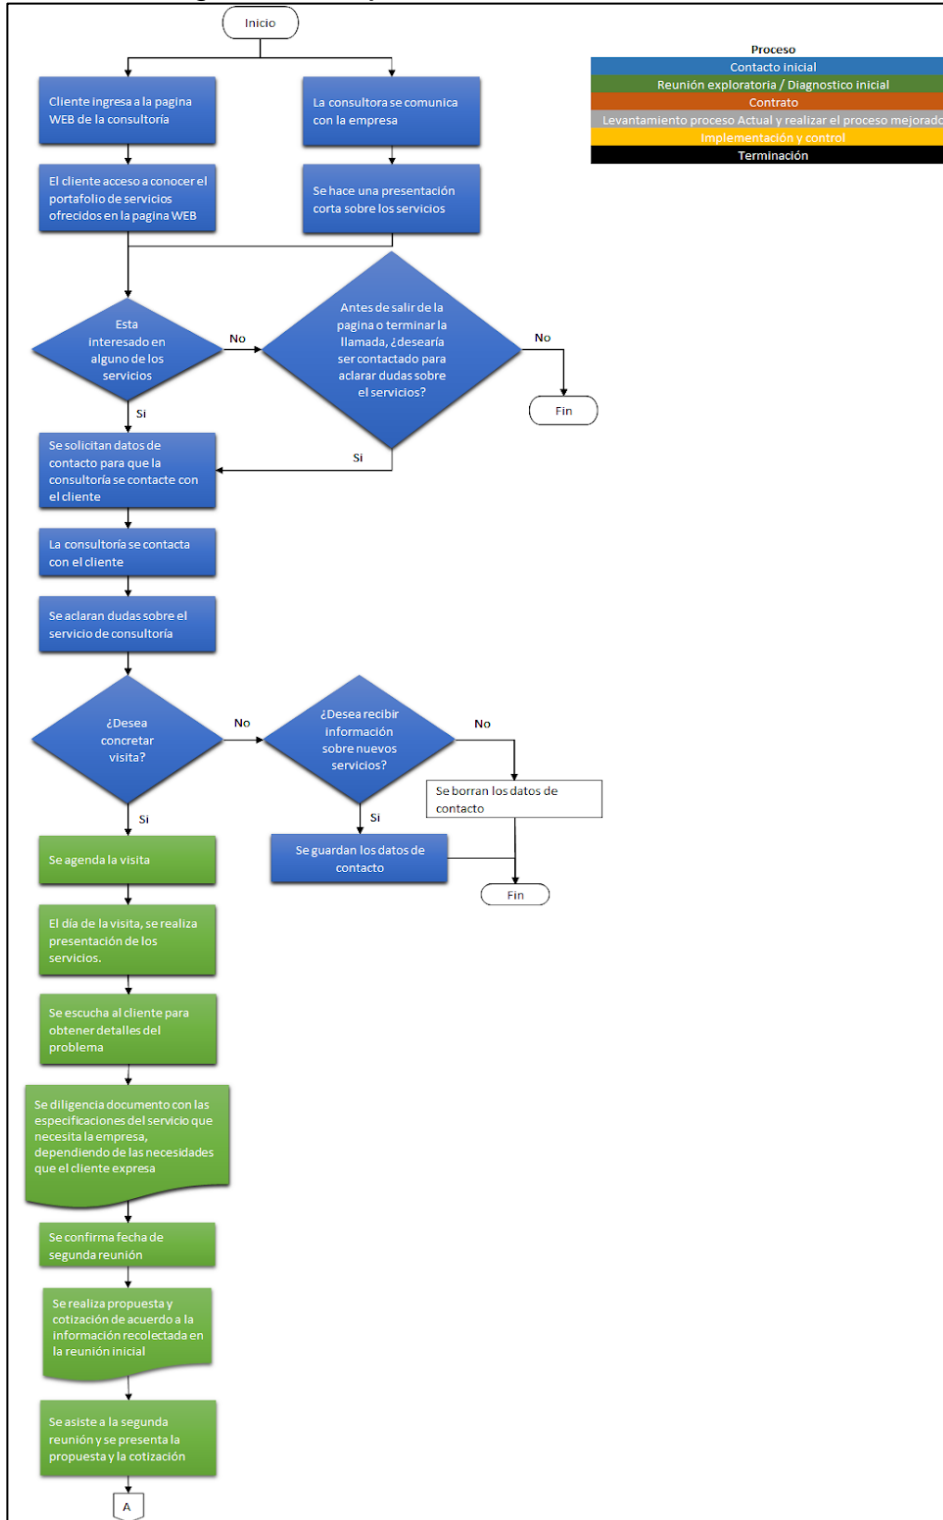 Inicio
Proceso
Contacto inicial
Reunión exploratoria / Diagnostico inicial
Contrato
Levantamiento proceso Actual y realizar el proceso mejorado
Implementación y control
Terminación
Cliente ingresa a la pagina
WEB de la consultoría
La consultora se comunica
con la empresa
El cliente acceso a conocer el
portafolio de servicios
ofrecidos en la pagina WEB
Se hace una presentación
corta sobre los servicios
Esta
interesado en
alguno de los
servicios
No
Antes de salir de la
pagina o terminar la
llamada, ¿desearía
ser contactado para
aclarar dudas sobre
el servicios?
No
Fin
Si
Si
Se solicitan datos de
contacto para que la
consultoría se contacte con
el cliente
La consultoría se contacta
con el cliente
Se aclaran dudas sobre el
servicio de consultoría
¿Desea
concretar
visita?
No
¿Desea recibir
información
sobre nuevos
servicios?
No
Se borran los datos de
contacto
Si
Si
Se guardan los datos de
contacto
Fin
Se agenda la visita
El día de la visita, se realiza
presentación de los
servicios.
Se escucha al cliente para
obtener detalles del
problema
Se diligencia documento con las
especificaciones del servicio que
necesita la empresa,
dependiendo de las necesidades
que el cliente expresa
Se confirma fecha de
segunda reunión
Se realiza propuesta y
cotización de acuerdo a la
información recolectada en
la reunión inicial
Se asiste a la segunda
reunión y se presenta la
propuesta y la cotización
A